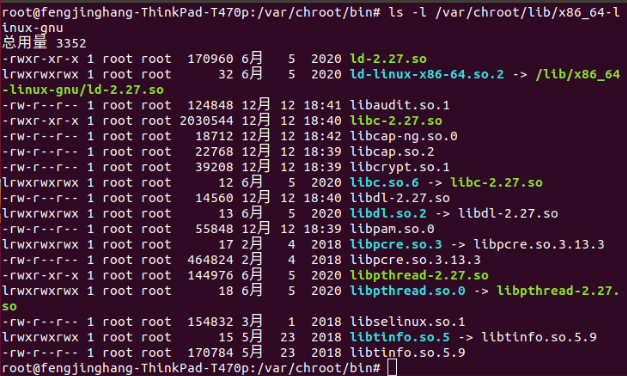 root@fengjinghang-ThinkPad-T470p:/var/chroot/bin# ls -l /var/chroot/lib/x86_64-l
inux-gnu
总用量 3352
-rwxr-xr-x 1 root root  170960 6月   5  2020 ld-2.27.so
lrwxrwxrwx 1 root root      32 6月   5  2020 ld-linux-x86-64.so.2 -> /lib/x86_64
-linux-gnu/ld-2.27.so
-rw-r--r-- 1 root root  124848 12月 12 18:41 libaudit.so.1
-rwxr-xr-x 1 root root 2030544 12月 12 18:40 libc-2.27.so
-rw-r--r-- 1 root root   18712 12月 12 18:42 libcap-ng.so.0
-rw-r--r-- 1 root root   22768 12月 12 18:39 libcap.so.2
-rw-r--r-- 1 root root   39208 12月 12 18:39 libcrypt.so.1
lrwxrwxrwx 1 root root      12 6月   5  2020 libc.so.6 -> libc-2.27.so
-rw-r--r-- 1 root root   14560 12月 12 18:40 libdl-2.27.so
lrwxrwxrwx 1 root root      13 6月   5  2020 libdl.so.2 -> libdl-2.27.so
-rw-r--r-- 1 root root   55848 12月 12 18:39 libpam.so.0
lrwxrwxrwx 1 root root      17 2月   4  2018 libpcre.so.3 -> libpcre.so.3.13.3
-rw-r--r-- 1 root root  464824 2月   4  2018 libpcre.so.3.13.3
-rwxr-xr-x 1 root root  144976 6月   5  2020 libpthread-2.27.so
lrwxrwxrwx 1 root root      18 6月   5  2020 libpthread.so.0 -> libpthread-2.27.
so
-rw-r--r-- 1 root root  154832 3月   1  2018 libselinux.so.1
lrwxrwxrwx 1 root root      15 5月  23  2018 libtinfo.so.5 -> libtinfo.so.5.9
-rw-r--r-- 1 root root  170784 5月  23  2018 libtinfo.so.5.9
root@fengjinghang-ThinkPad-T470p:/var/chroot/bin#